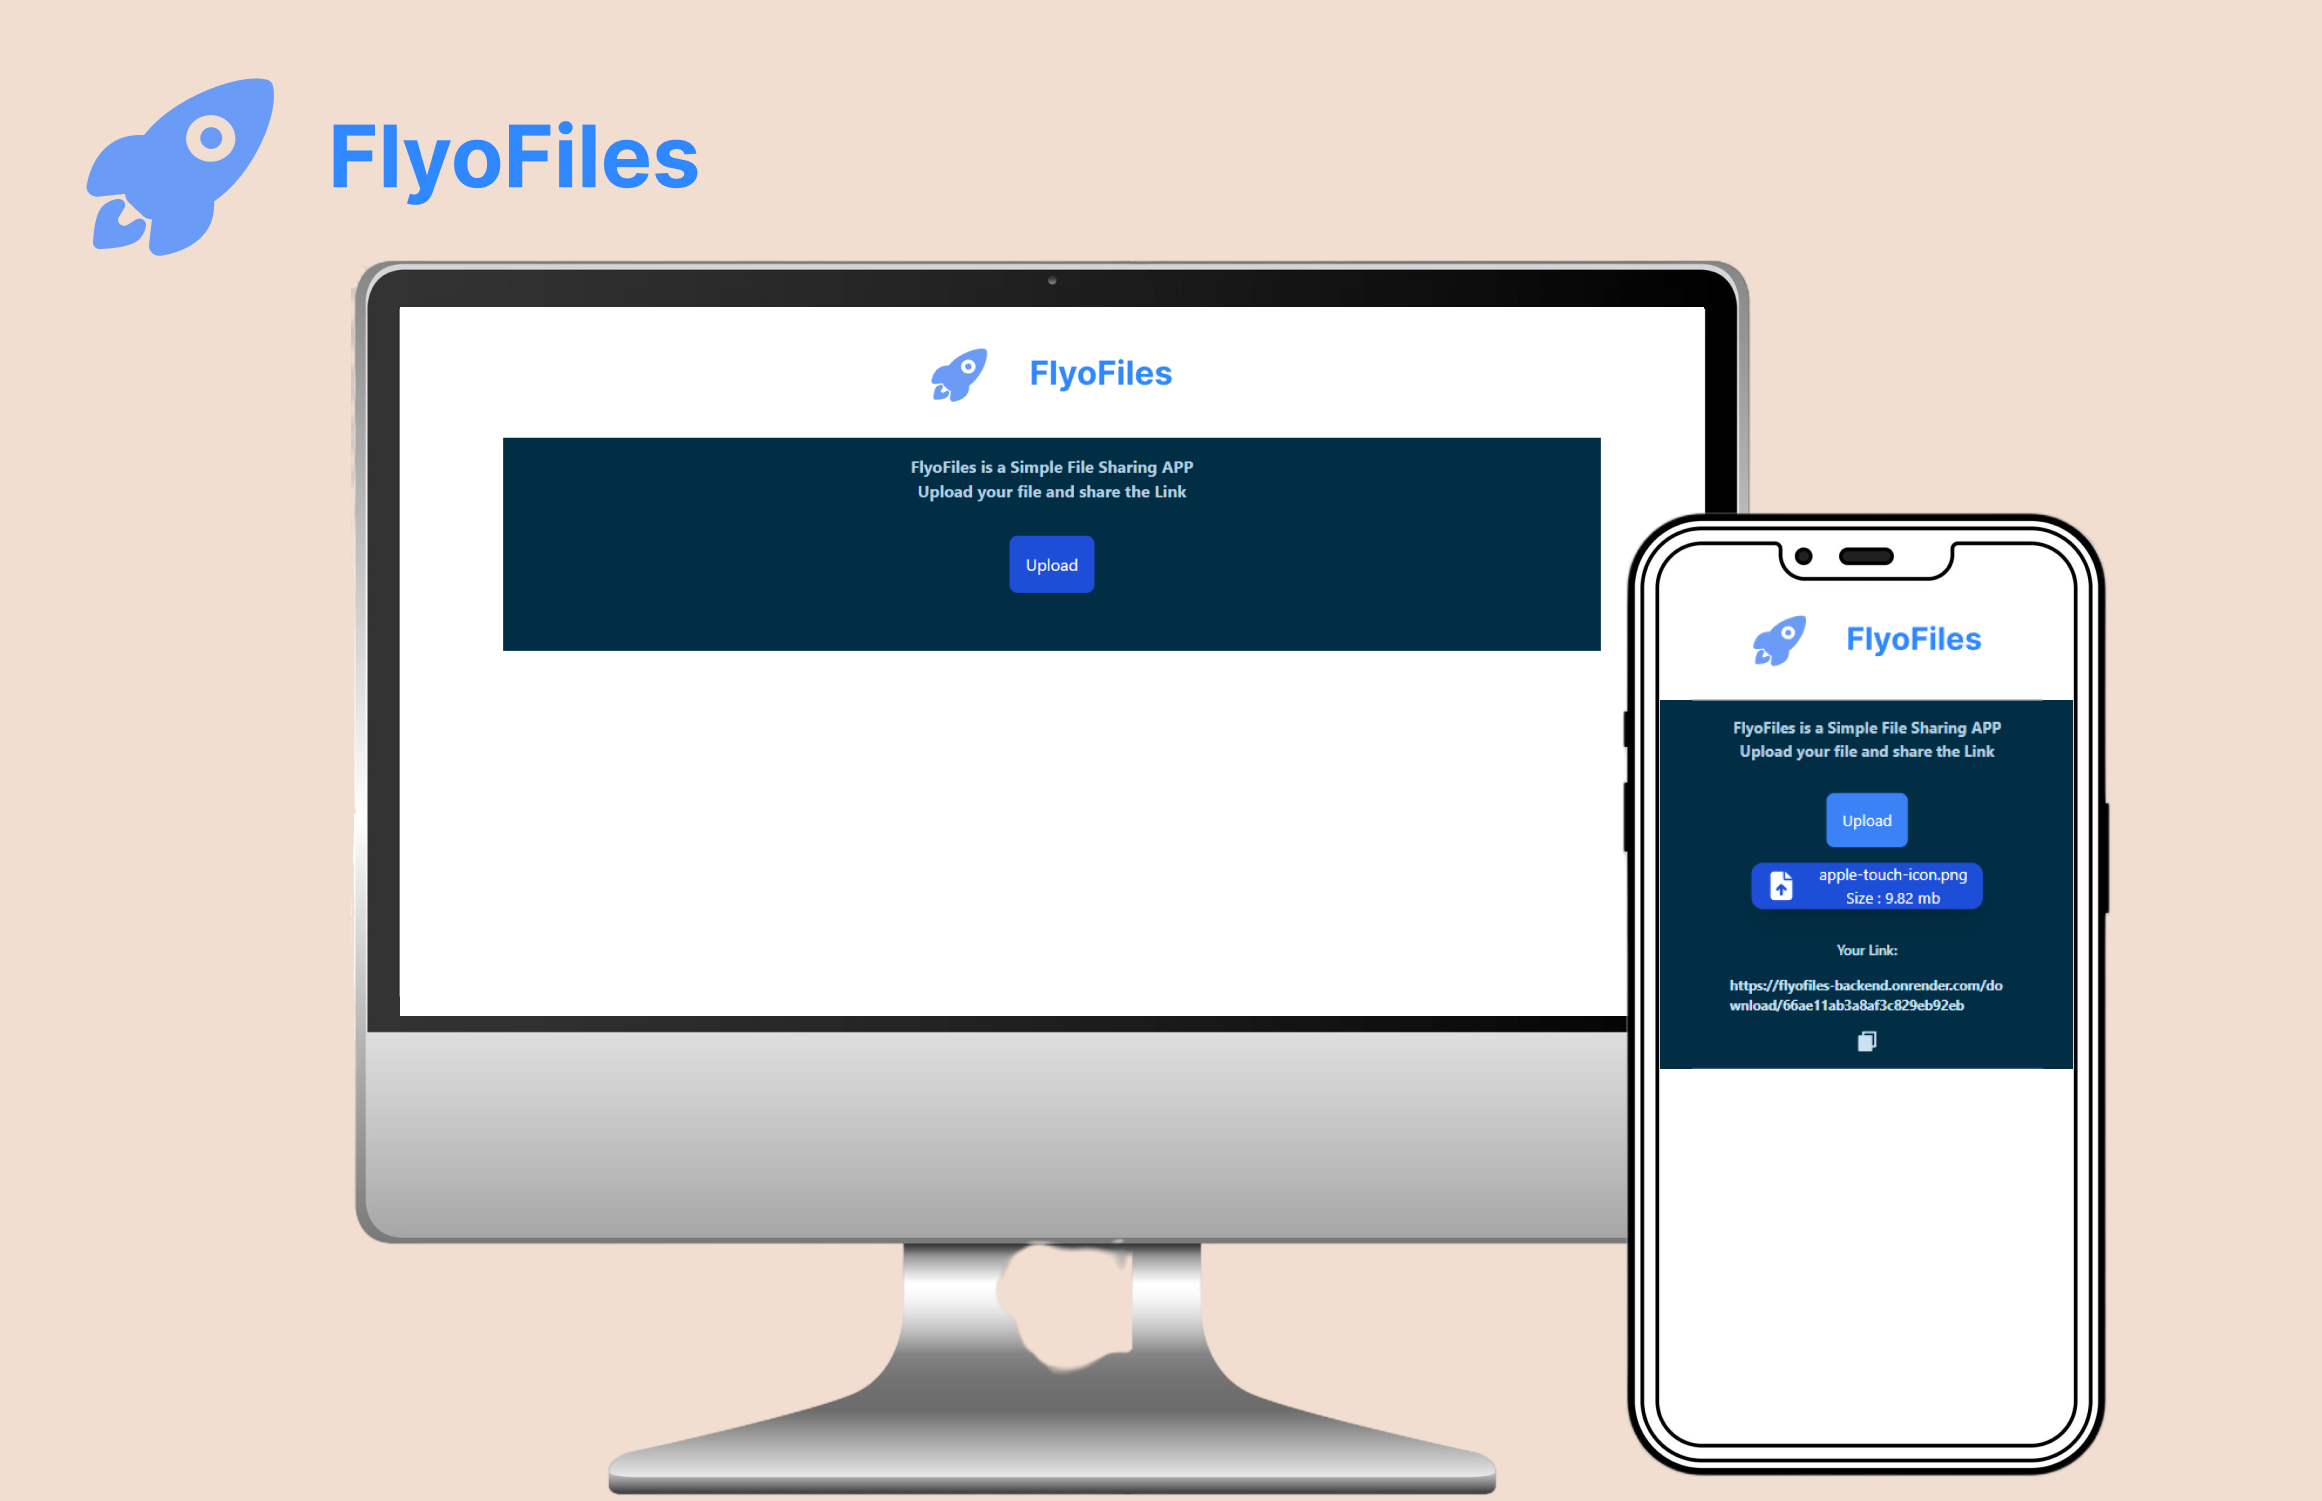 FlyoFiles
FlyoFiles
FlyoFiles is a Simple File Sharing APP
Upload your file and share the Link
Upload
FlyoFiles
FlyoFiles is a Simple File Sharing APP
Upload your file and share the Link
Upload
apple-touch-icon.png
Size : 9.82 mb
Your Link:
https://flyofiles-backend.onrender.com/do
wnload/66ae11ab3a8af3c829eb92eb